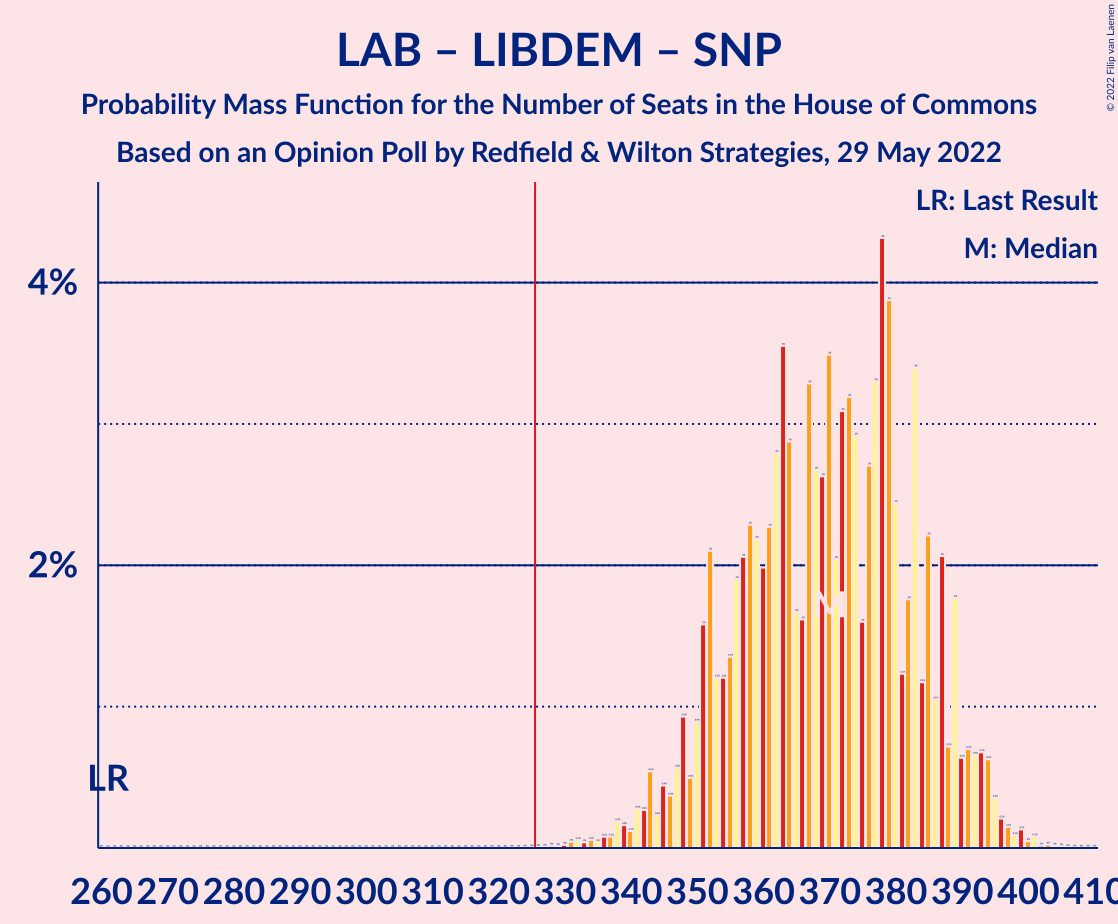 LAB – LIBDEM – SNP
Probability Mass Function for the Number of Seats in the House of Commons
Based on an Opinion Poll by Redfield & Wilton Strategies, 29 May 2022
© 2022 Filip van Laenen
LR: Last Result
M: Median
4%
2%
M
LR
260 270 280 290 300 310 320 330 340 350 360 370 380 390 400 410